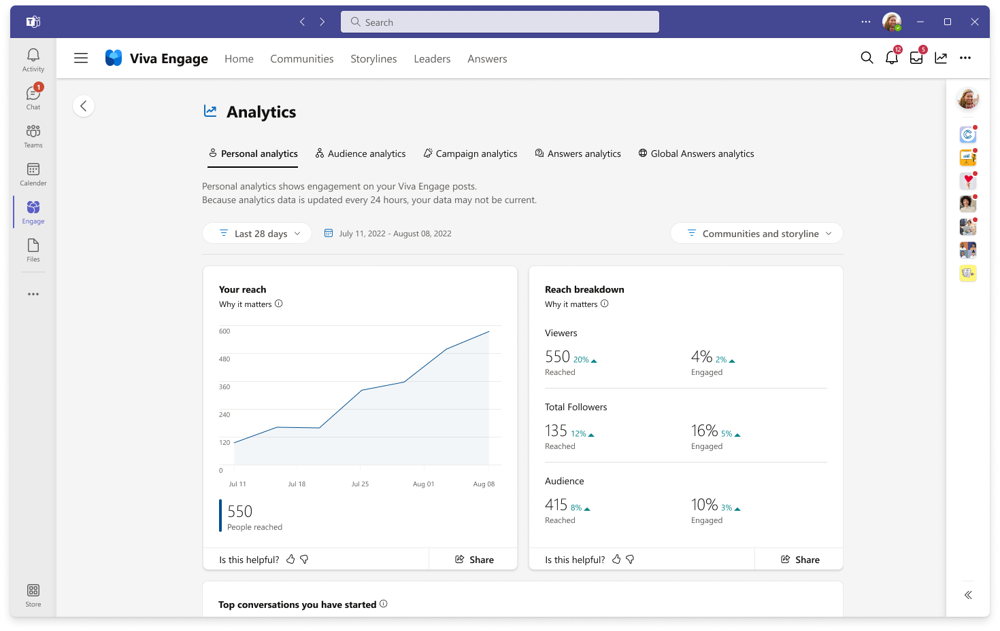 Search
Activity
1
Chat
Teams
Calender
Engage
Files
Store
Viva Engage
Home
Communities
Storylines
Leaders
Answers
12
5
Analytics
Personal analytics
Audience analytics
Campaign analytics
Answers analytics
Global Answers analytics
Personal analytics shows engagement on your Viva Engage posts.
Because analytics data is updated every 24 hours, your data may not be current.
Last 28 days
July 11, 2022 - August 08, 2022
Communities and storyline
Your reach
Why it matters
600
480
360
240
120
0
Jul 11
Jul 18
Jul 25
Aug 01
Aug 08
550
People reached
Is this helpful?
Share
Reach breakdown
Why it matters
Viewers
550 20%
Reached
4% 2%
Engaged
Total Followers
135 12%
Reached
16% 5%
Engaged
Audience
415 8%
Reached
10% 3%
Engaged
Is this helpful?
Share
Top conversations you have started